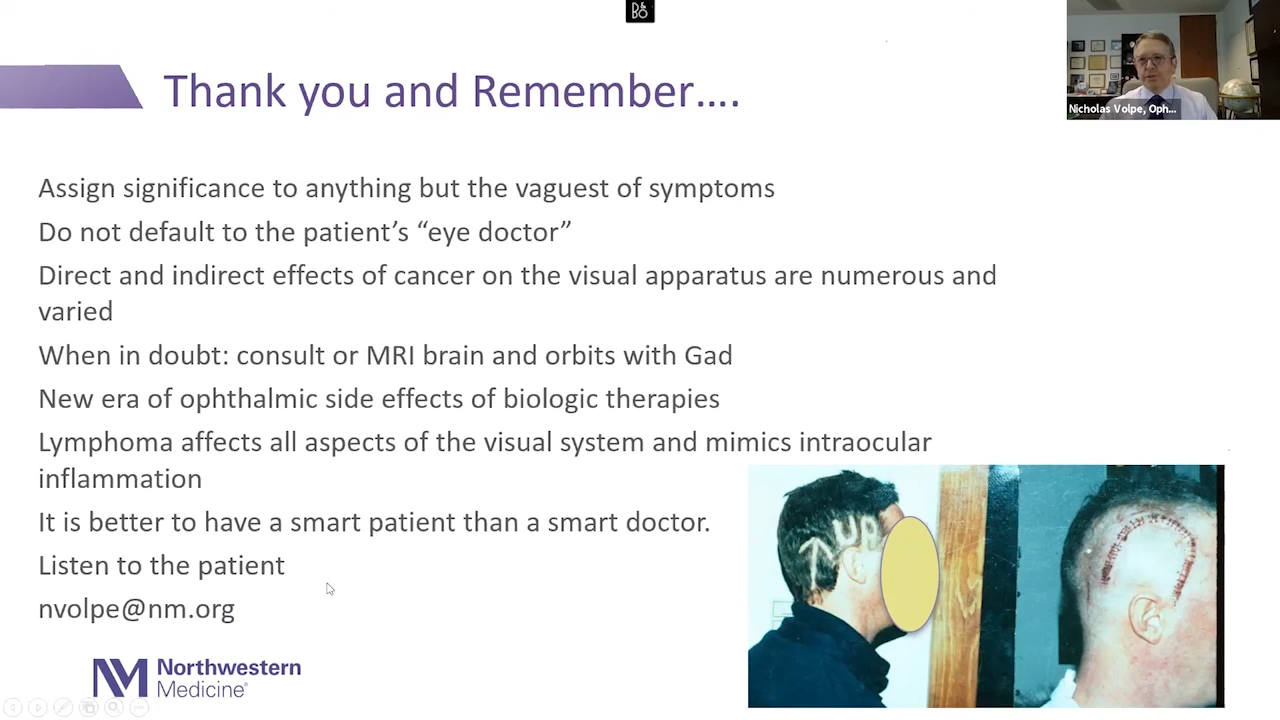 B&O
Thank you and Remember....
Nicholas Volpe, Oph...
Assign significance to anything but the vaguest of symptoms
Do not default to the patient’s “eye doctor”
Direct and indirect effects of cancer on the visual apparatus are numerous and
varied
When in doubt: consult or MRI brain and orbits with Gad
New era of ophthalmic side effects of biologic therapies
Lymphoma affects all aspects of the visual system and mimics intraocular
inflammation
It is better to have a smart patient than a smart doctor.
Listen to the patient
nvolpe@nm.org
UP
NM Northwestern
Medicine®